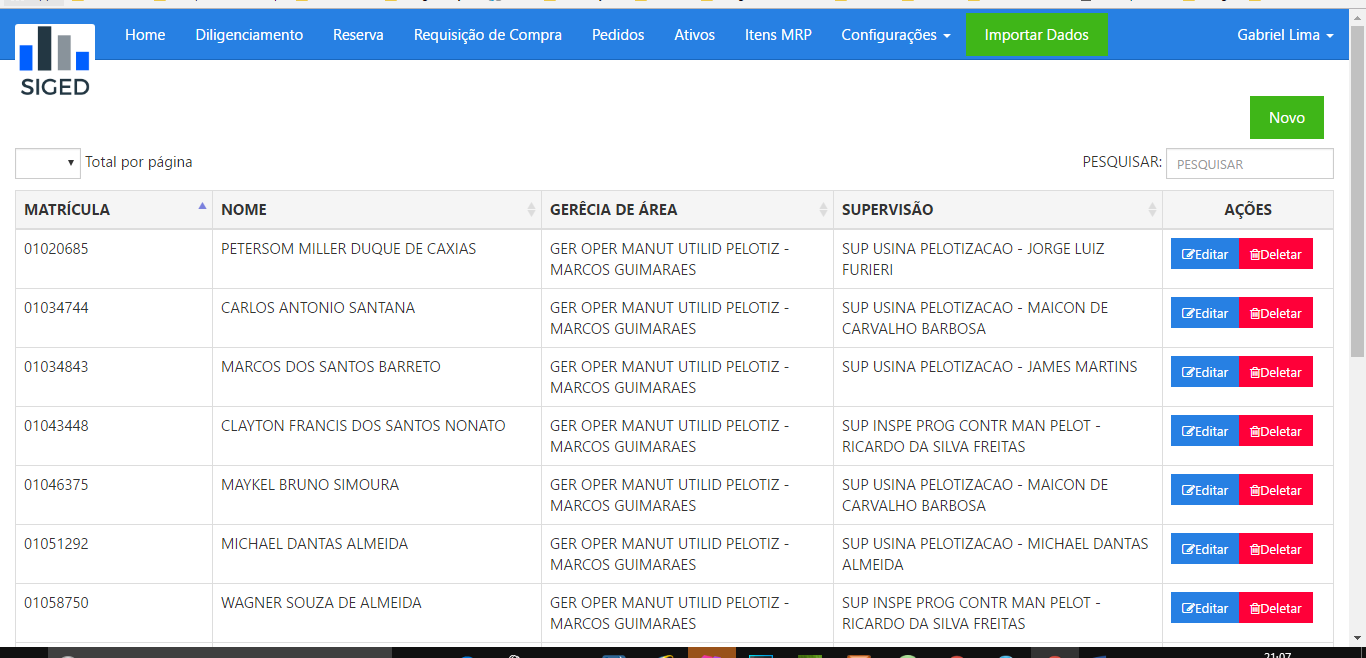 Home Diligenciamento Reserva Requisição de Compra Pedidos Ativos Itens MRP Configurações Importar Dados Gabriel Lima
SIGED
Novo
Total por página PESQUISAR: PESQUISAR
MATRÍCULA NOME GERÊCIA DE ÁREA SUPERVISÃO AÇÕES
01020685 PETERSOM MILLER DUQUE DE CAXIAS GER OPER MANUT UTILID PELOTIZ - SUP USINA PELOTIZACAO - JORGE LUIZ Editar Deletar
MARCOS GUIMARAES FURIERI
01034744 CARLOS ANTONIO SANTANA GER OPER MANUT UTILID PELOTIZ - SUP USINA PELOTIZACAO - MAICON DE Editar Deletar
MARCOS GUIMARAES CARVALHO BARBOSA
01034843 MARCOS DOS SANTOS BARRETO GER OPER MANUT UTILID PELOTIZ - SUP USINA PELOTIZACAO - JAMES MARTINS Editar Deletar
MARCOS GUIMARAES
01043448 CLAYTON FRANCIS DOS SANTOS NONATO GER OPER MANUT UTILID PELOTIZ - SUP INSPE PROG CONTR MAN PELOT - Editar Deletar
MARCOS GUIMARAES RICARDO DA SILVA FREITAS
01046375 MAYKEL BRUNO SIMOURA GER OPER MANUT UTILID PELOTIZ - SUP USINA PELOTIZACAO - MAICON DE Editar Deletar
MARCOS GUIMARAES CARVALHO BARBOSA
01051292 MICHAEL DANTAS ALMEIDA GER OPER MANUT UTILID PELOTIZ - SUP USINA PELOTIZACAO - MICHAEL DANTAS Editar Deletar
MARCOS GUIMARAES ALMEIDA
01058750 WAGNER SOUZA DE ALMEIDA GER OPER MANUT UTILID PELOTIZ - SUP INSPE PROG CONTR MAN PELOT - Editar Deletar
MARCOS GUIMARAES RICARDO DA SILVA FREITAS
21:07